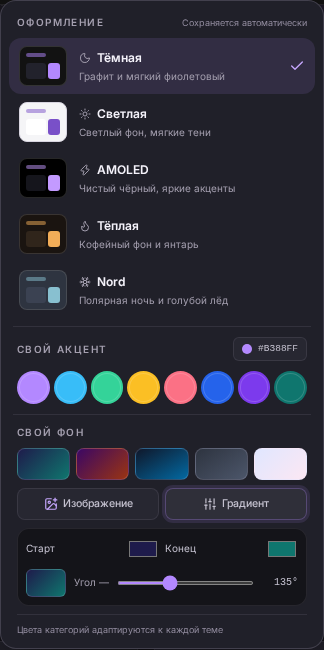 ОФОРМЛЕНИЕ Сохраняется автоматически
Тёмная
Графит и мягкий фиолетовый
Светлая
Светлый фон, мягкие тени
AMOLED
Чистый чёрный, яркие акценты
Тёплая
Кофейный фон и янтарь
Nord
Полярная ночь и голубой лёд
СВОЙ АКЦЕНТ #B388FF
СВОЙ ФОН
Изображение Градиент
Старт Конец
Угол — 135°
Цвета категорий адаптируются к каждой теме